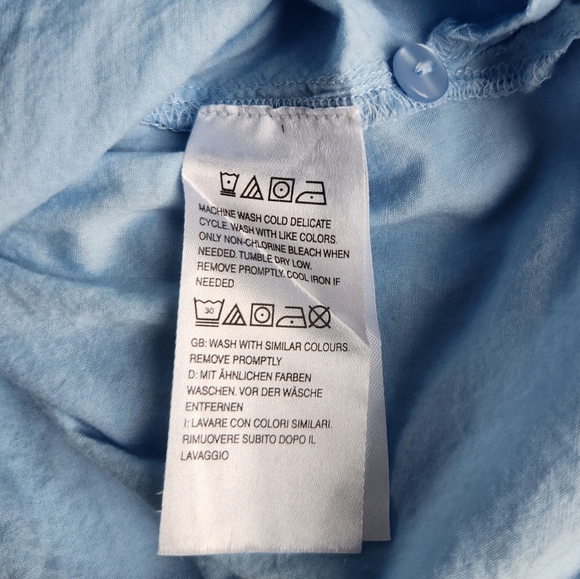 MACHINE WASH COLD DELICATE
CYCLE. WASH WITH LIKE COLORS.
ONLY NON-CHLORINE BLEACH WHEN
NEEDED. TUMBLE DRY LOW.
REMOVE PROMPTLY. COOL IRON IF
NEEDED
30
GB: WASH WITH SIMILAR COLOURS.
REMOVE PROMPTLY
D: MIT ÄHNLICHEN FARBEN
WASCHEN. VOR DER WÄSCHE
ENTFERNEN
I: LAVARE CON COLORI SIMILARI.
RIMUOVERE SUBITO DOPO IL
LAVAGGIO